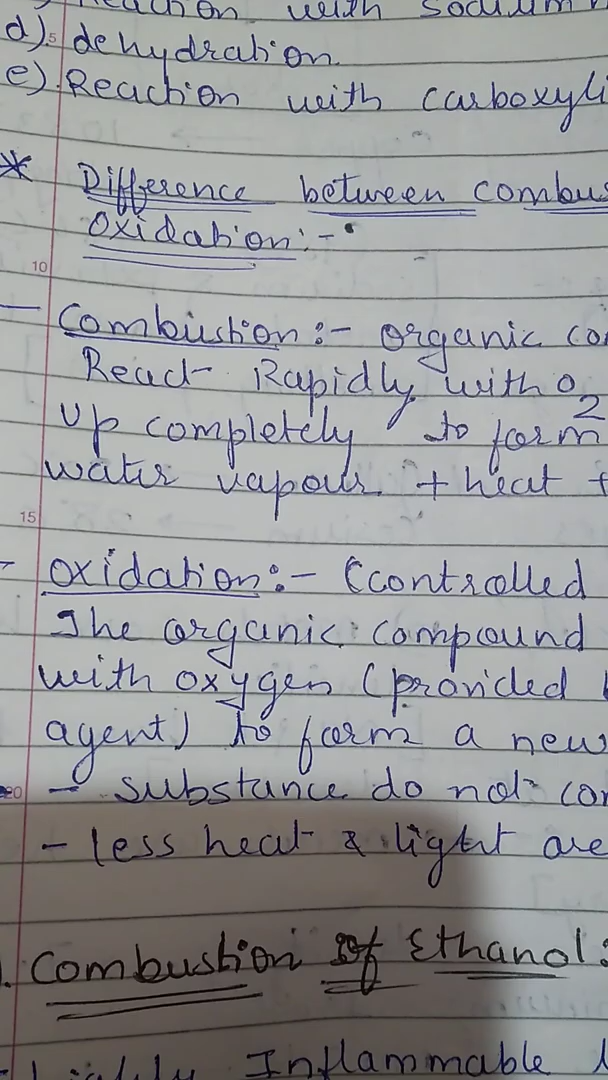 with sodium
d). dehydration
e). Reaction with carboxyli
* Difference between combus
oxidation:-
10
- Combustion :- organic co
React Rapidly with O2
up completely to form
water vapour + heat +
15
- oxidation:- (controlled
The organic compound
with oxygen (provided
agent) to form a new
20 - substance do not co
- less heat & light are
Combustion of Ethanol:
Inflammable